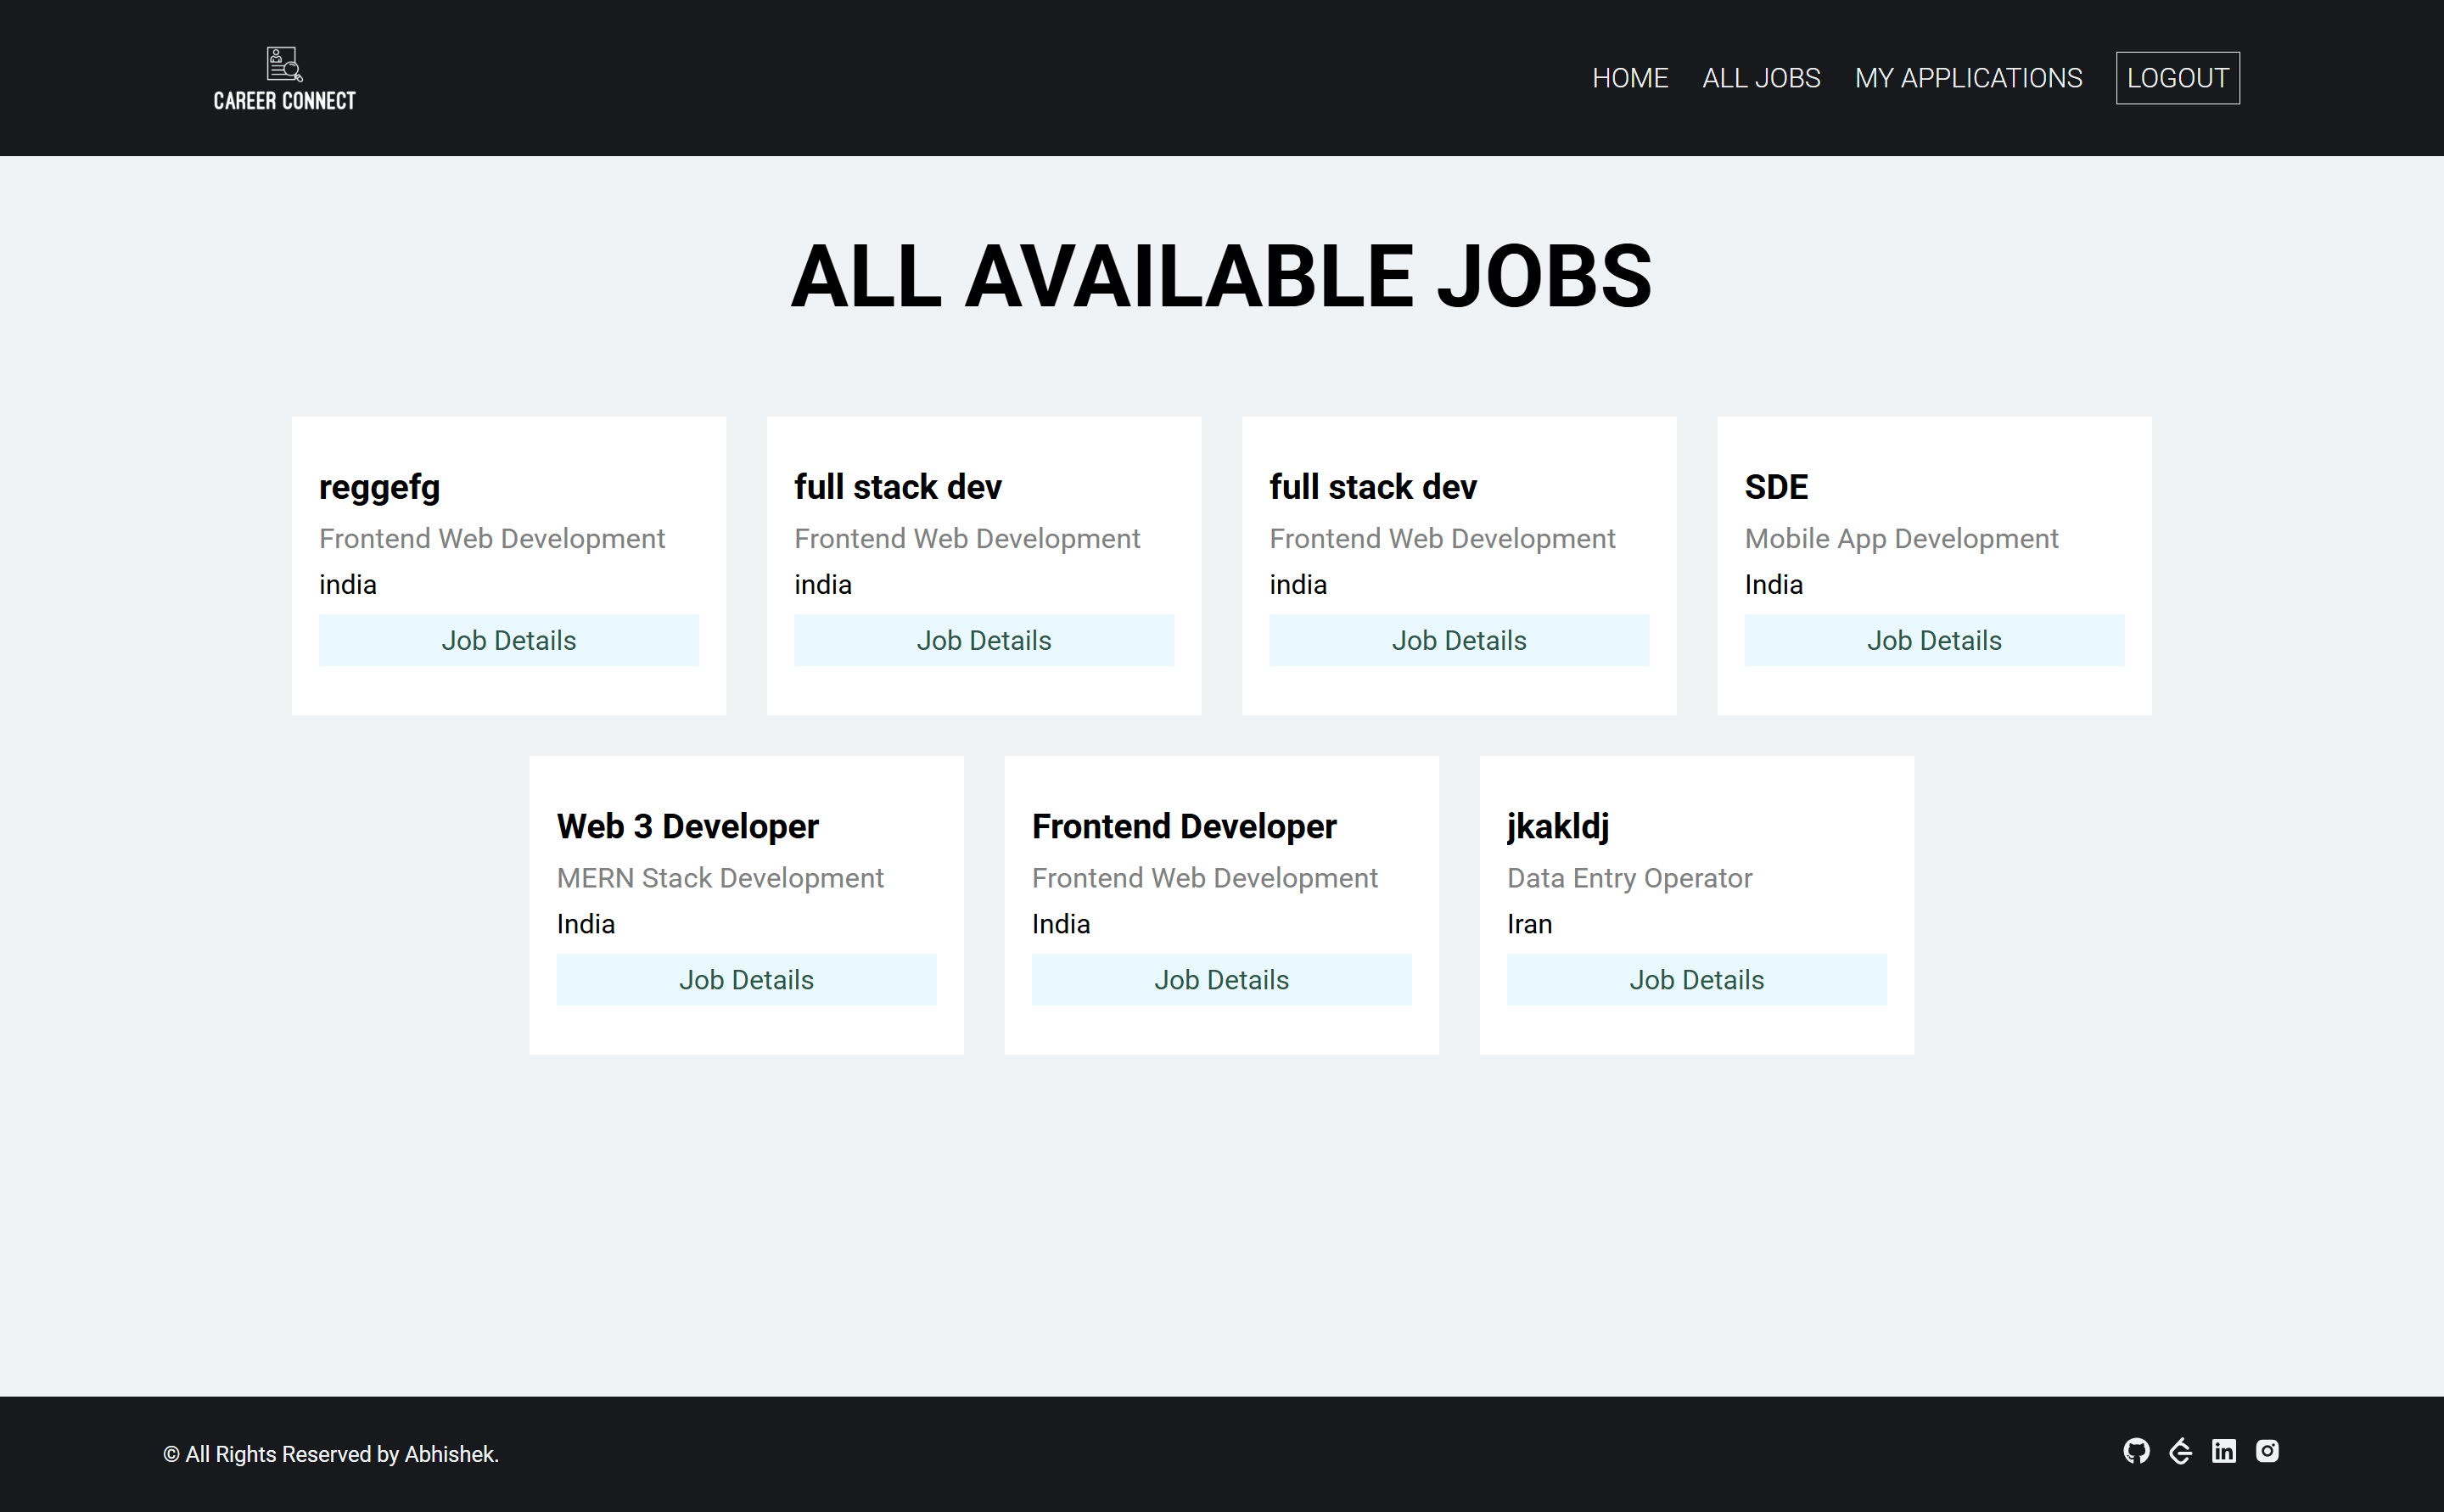 CAREER CONNECT
HOME ALL JOBS MY APPLICATIONS LOGOUT
ALL AVAILABLE JOBS
reggefg
Frontend Web Development
india
Job Details
full stack dev
Frontend Web Development
india
Job Details
full stack dev
Frontend Web Development
india
Job Details
SDE
Mobile App Development
India
Job Details
Web 3 Developer
MERN Stack Development
India
Job Details
Frontend Developer
Frontend Web Development
India
Job Details
jkakldj
Data Entry Operator
Iran
Job Details
© All Rights Reserved by Abhishek.